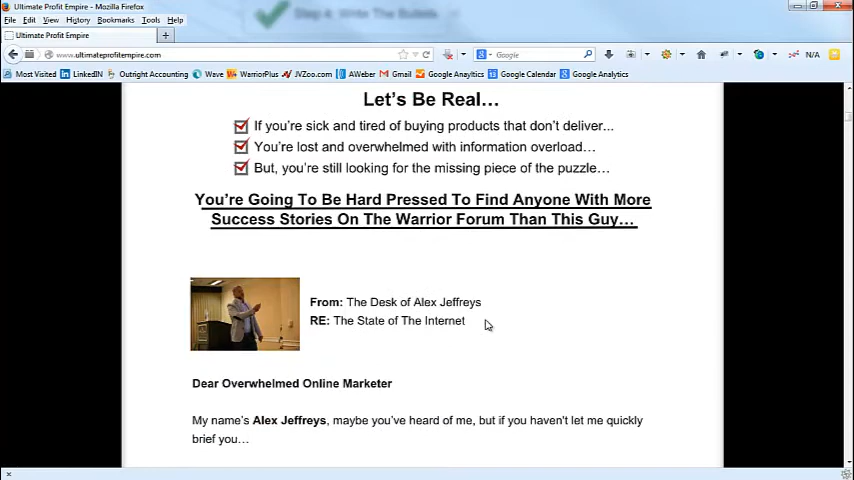 Step 4: Write The Bullets
Ultimate Profit Empire - Mozilla Firefox
File Edit View History Bookmarks Tools Help
Ultimate Profit Empire
www.ultimateprofitempire.com
Google
N/A
Most Visited LinkedIN Outright Accounting Wave WarriorPlus JVZoo.com AWeber Gmail Google Anayltics Google Calendar Google Analytics
Let's Be Real…
If you're sick and tired of buying products that don't deliver...
You're lost and overwhelmed with information overload…
But, you're still looking for the missing piece of the puzzle…
You're Going To Be Hard Pressed To Find Anyone With More
Success Stories On The Warrior Forum Than This Guy…
From: The Desk of Alex Jeffreys
RE: The State of The Internet
Dear Overwhelmed Online Marketer
My name's Alex Jeffreys, maybe you've heard of me, but if you haven't let me quickly
brief you…